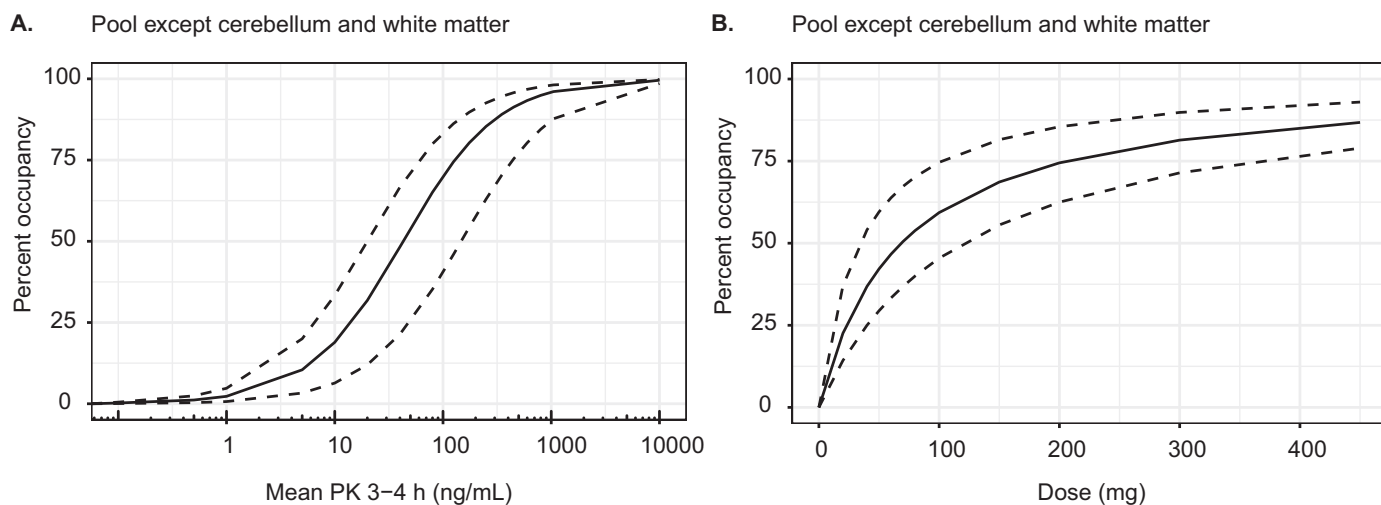 A. Pool except cerebellum and white matter
Percent occupancy
100
75
50
25
0
1 10 100 1000 10000
Mean PK 3−4 h (ng/mL)
B. Pool except cerebellum and white matter
Percent occupancy
100
75
50
25
0
0 100 200 300 400
Dose (mg)